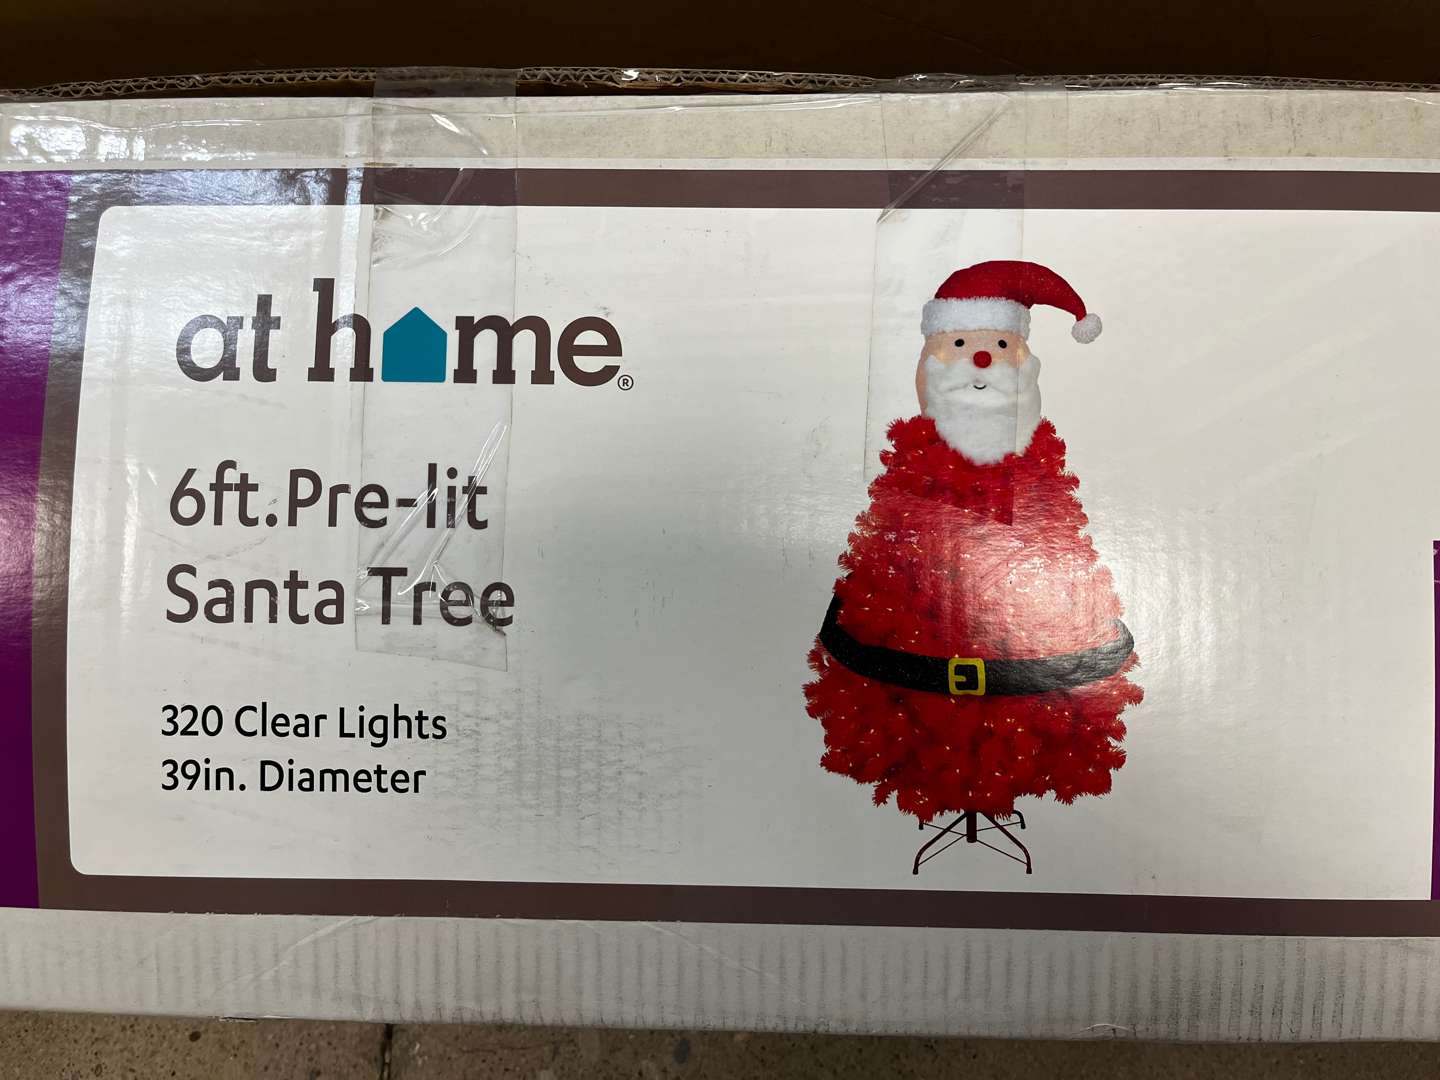 at home®
6ft.Pre-lit
Santa Tree
320 Clear Lights
39in. Diameter